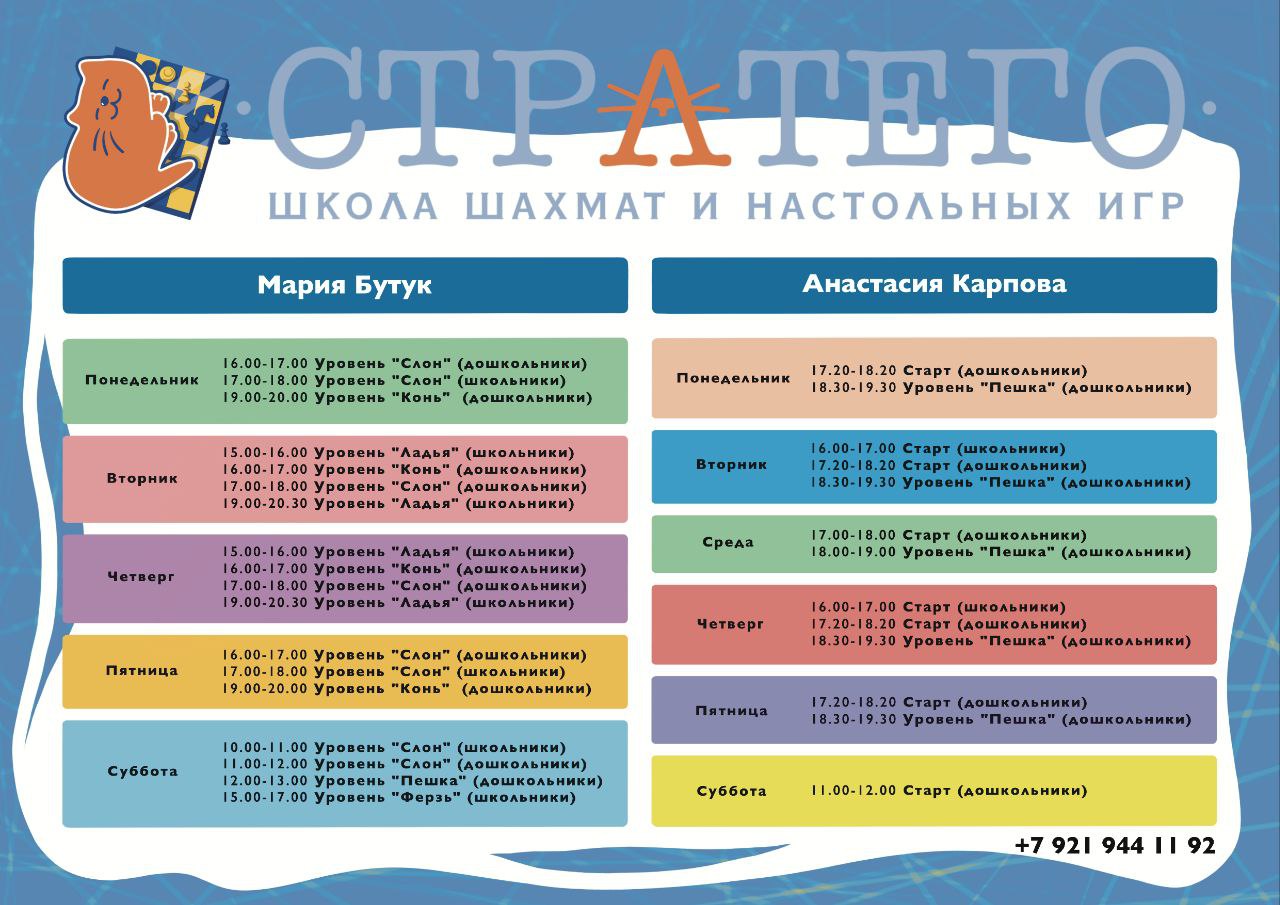 СТРАТЕГО
ШКОЛА ШАХМАТ И НАСТОЛЬНЫХ ИГР
Мария Бутук
Понедельник
16.00-17.00 Уровень "Слон" (дошкольники)
17.00-18.00 Уровень "Слон" (школьники)
19.00-20.00 Уровень "Конь" (дошкольники)
Вторник
15.00-16.00 Уровень "Ладья" (школьники)
16.00-17.00 Уровень "Конь" (дошкольники)
17.00-18.00 Уровень "Слон" (дошкольники)
19.00-20.30 Уровень "Ладья" (школьники)
Четверг
15.00-16.00 Уровень "Ладья" (школьники)
16.00-17.00 Уровень "Конь" (дошкольники)
17.00-18.00 Уровень "Слон" (дошкольники)
19.00-20.30 Уровень "Ладья" (школьники)
Пятница
16.00-17.00 Уровень "Слон" (дошкольники)
17.00-18.00 Уровень "Слон" (школьники)
19.00-20.00 Уровень "Конь" (дошкольники)
Суббота
10.00-11.00 Уровень "Слон" (школьники)
11.00-12.00 Уровень "Слон" (дошкольники)
12.00-13.00 Уровень "Пешка" (дошкольники)
15.00-17.00 Уровень "Ферзь" (школьники)
Анастасия Карпова
Понедельник
17.20-18.20 Старт (дошкольники)
18.30-19.30 Уровень "Пешка" (дошкольники)
Вторник
16.00-17.00 Старт (школьники)
17.20-18.20 Старт (дошкольники)
18.30-19.30 Уровень "Пешка" (дошкольники)
Среда
17.00-18.00 Старт (дошкольники)
18.00-19.00 Уровень "Пешка" (дошкольники)
Четверг
16.00-17.00 Старт (школьники)
17.20-18.20 Старт (дошкольники)
18.30-19.30 Уровень "Пешка" (дошкольники)
Пятница
17.20-18.20 Старт (дошкольники)
18.30-19.30 Уровень "Пешка" (дошкольники)
Суббота
11.00-12.00 Старт (дошкольники)
+7 921 944 11 92